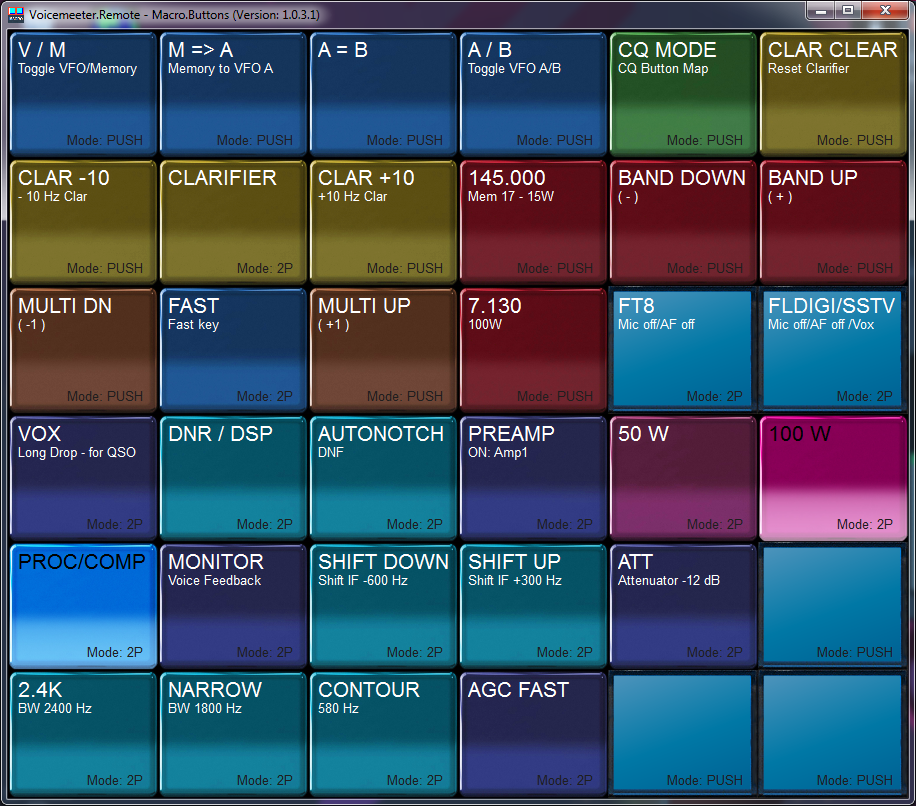 Voicemeeter.Remote - Macro.Buttons (Version: 1.0.3.1)
V / M
Toggle VFO/Memory
Mode: PUSH
M => A
Memory to VFO A
Mode: PUSH
A = B
Mode: PUSH
A / B
Toggle VFO A/B
Mode: PUSH
CQ MODE
CQ Button Map
Mode: PUSH
CLAR CLEAR
Reset Clarifier
Mode: PUSH
CLAR -10
- 10 Hz Clar
Mode: PUSH
CLARIFIER
Mode: 2P
CLAR +10
+10 Hz Clar
Mode: PUSH
145.000
Mem 17 - 15W
Mode: PUSH
BAND DOWN
( - )
Mode: PUSH
BAND UP
( + )
Mode: PUSH
MULTI DN
( -1 )
Mode: PUSH
FAST
Fast key
Mode: 2P
MULTI UP
( +1 )
Mode: PUSH
7.130
100W
Mode: PUSH
FT8
Mic off/AF off
Mode: 2P
FLDIGI/SSTV
Mic off/AF off /Vox
Mode: 2P
VOX
Long Drop - for QSO
Mode: 2P
DNR / DSP
Mode: 2P
AUTONOTCH
DNF
Mode: 2P
PREAMP
ON: Amp1
Mode: 2P
50 W
Mode: 2P
100 W
Mode: 2P
PROC/COMP
Mode: 2P
MONITOR
Voice Feedback
Mode: 2P
SHIFT DOWN
Shift IF -600 Hz
Mode: 2P
SHIFT UP
Shift IF +300 Hz
Mode: 2P
ATT
Attenuator -12 dB
Mode: 2P
Mode: PUSH
2.4K
BW 2400 Hz
Mode: 2P
NARROW
BW 1800 Hz
Mode: 2P
CONTOUR
580 Hz
Mode: 2P
AGC FAST
Mode: 2P
Mode: PUSH
Mode: PUSH